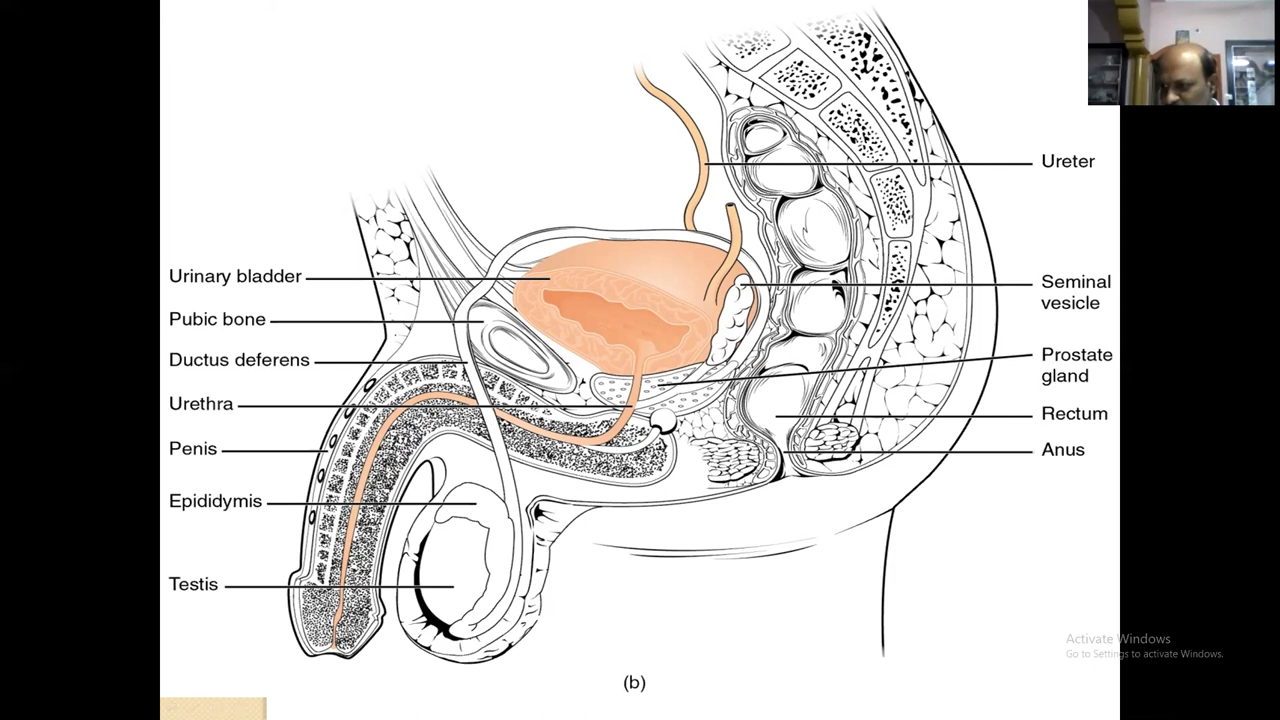 Ureter
Urinary bladder
Seminal
vesicle
Pubic bone
Ductus deferens
Prostate
gland
Urethra
Rectum
Penis
Anus
Epididymis
Testis
(b)
Activate Windows
Go to Settings to activate Windows.